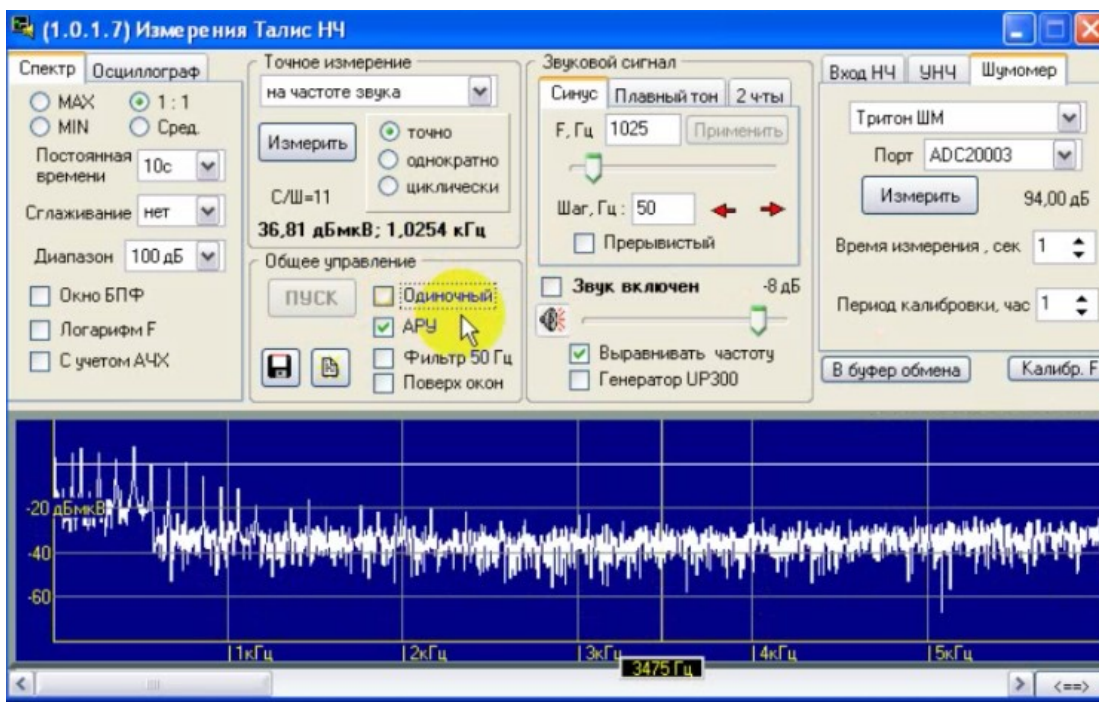 (1.0.1.7) Измерения Талис НЧ
Спектр Осциллограф
MAX 1 : 1
MIN Сред.
Постоянная времени 10с
Сглаживание нет
Диапазон 100 дБ
Окно БПФ
Логарифм F
С учетом АЧХ
Точное измерение
на частоте звука
Измерить
точно
однократно
циклически
С/Ш=11
36,81 дБмкВ; 1,0254 кГц
Общее управление
ПУСК
Одиночный
АРУ
Фильтр 50 Гц
Поверх окон
Звуковой сигнал
Синус Плавный тон 2 ч-ты
F, Гц 1025 Применить
Шаг, Гц : 50
Прерывистый
Звук включен -8 дБ
Выравнивать частоту
Генератор UP300
Вход НЧ УНЧ Шумомер
Тритон ШМ
Порт ADC20003
Измерить 94,00 дБ
Время измерения , сек 1
Период калибровки, час 1
В буфер обмена Калибр. F
-20 дБмкВ
-40
-60
1кГц 2кГц 3кГц 4кГц 5кГц
3475 Гц
<==>